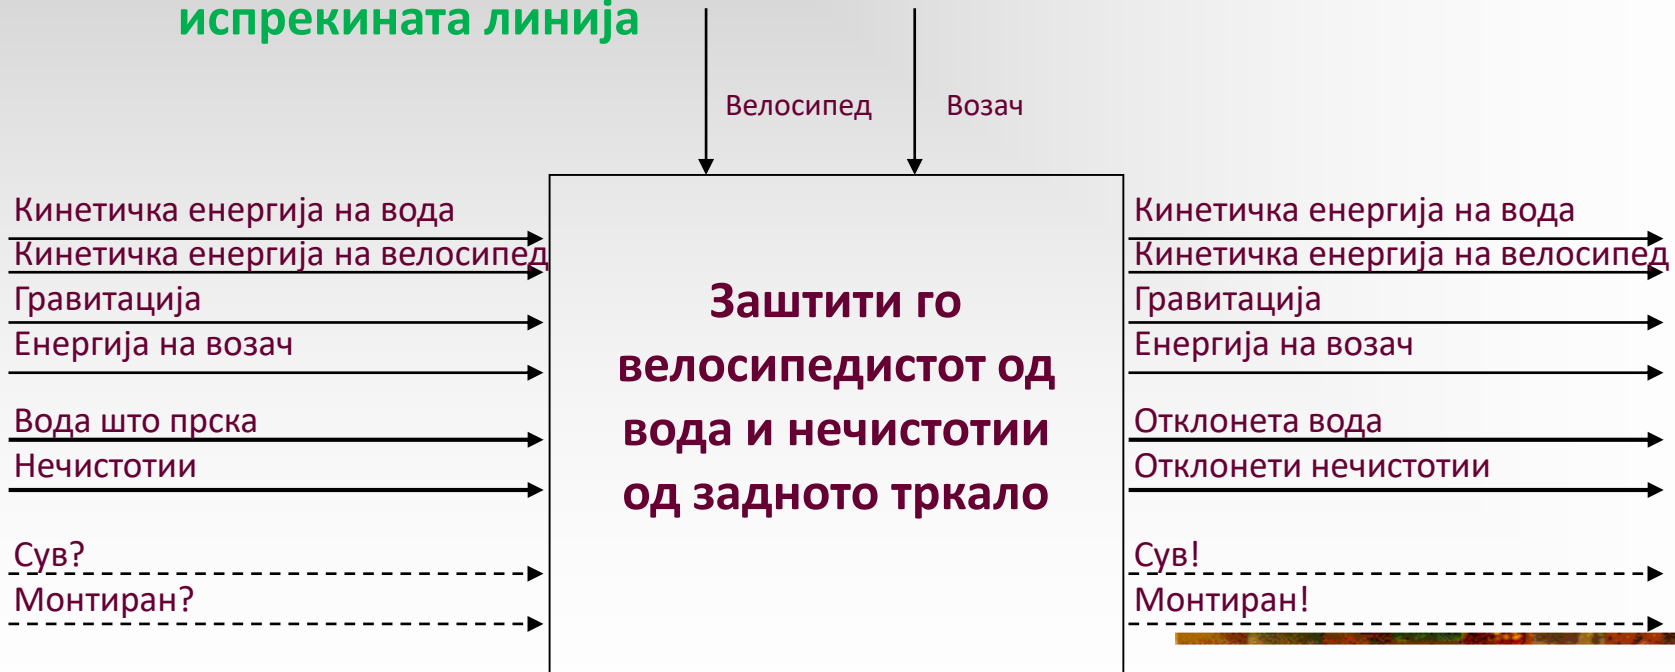 испрекината линија
Велосипед
Возач
Кинетичка енергија на вода
Кинетичка енергија на велосипед
Гравитација
Енергија на возач
Вода што прска
Нечистотии
Сув?
Монтиран?
Заштити го
велосипедистот од
вода и нечистотии
од задното тркало
Кинетичка енергија на вода
Кинетичка енергија на велосипед
Гравитација
Енергија на возач
Отклонета вода
Отклонети нечистотии
Сув!
Монтиран!